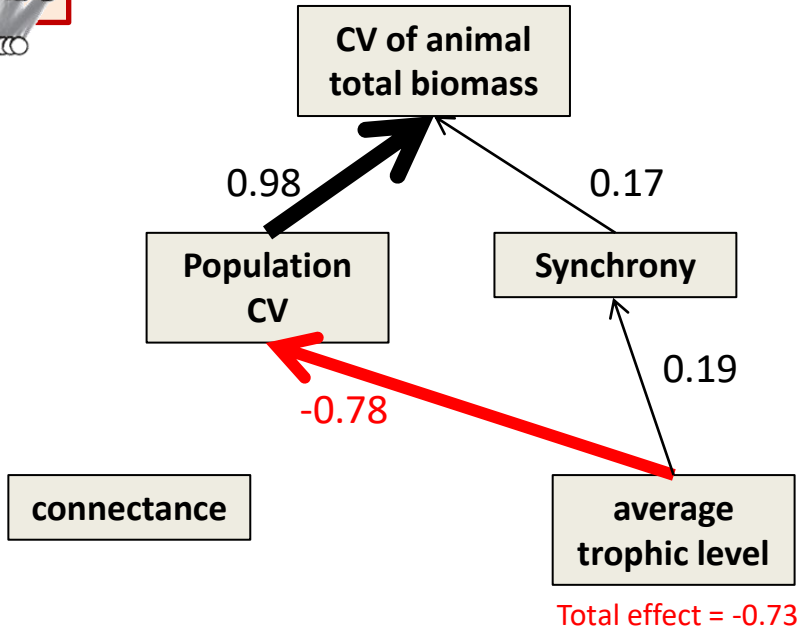 CV of animal
total biomass
0.98
0.17
Population
CV
Synchrony
-0.78
0.19
connectance
average
trophic level
Total effect = -0.73